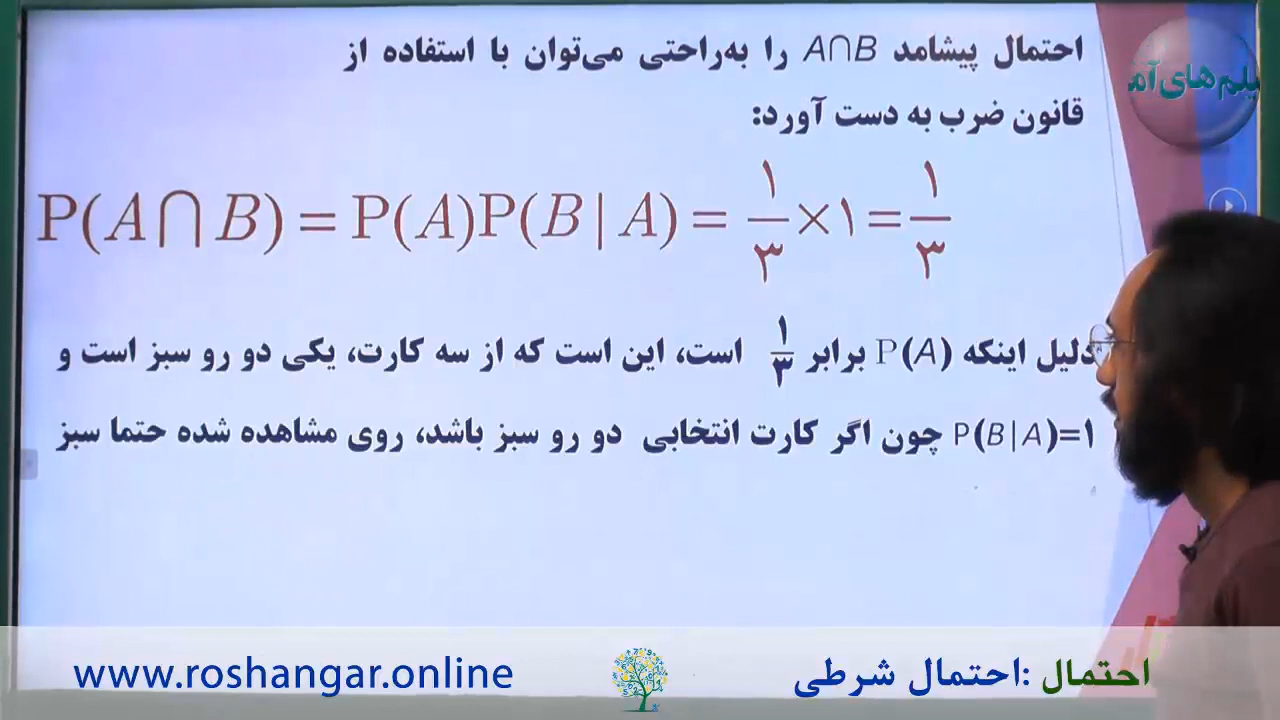 احتمال پیشامد A∩B را به‌راحتی می‌توان با استفاده از
قانون ضرب به دست آورد:
P(A∩B) = P(A)P(B|A) = ۱/۳ ×۱= ۱/۳
دلیل اینکه P(A) برابر ۱/۳ است، این است که از سه کارت، یکی دو رو سبز است و
P(B|A)=۱ چون اگر کارت انتخابی دو رو سبز باشد، روی مشاهده شده حتما سبز
احتمال: احتمال شرطی
www.roshangar.online